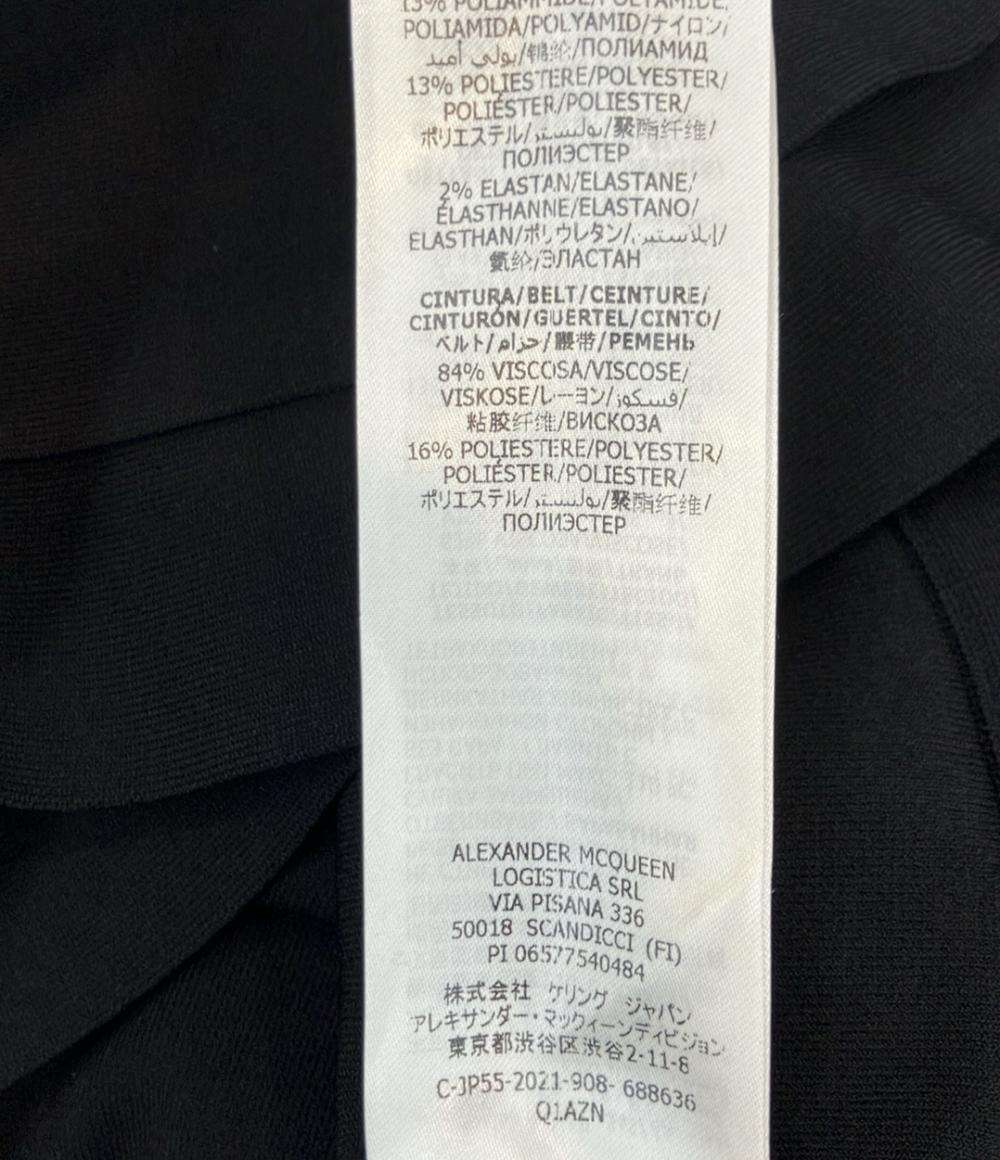 13% POLIAMMIDE/POLYAMIDE/
POLIAMIDA/POLYAMID/ナイロン/
بولي أميد/锦纶/ПОЛИАМИД
13% POLIESTERE/POLYESTER/
POLIÉSTER/POLIESTER/
ポリエステル/بوليستر/聚酯纤维/
ПОЛИЭСТЕР
2% ELASTAN/ELASTANE/
ÉLASTHANNE/ELASTANO/
ELASTHAN/ポリウレタン/إيلاستين/
氨纶/ЭЛАСТАН
CINTURA/BELT/CEINTURE/
CINTURÓN/GUERTEL/CINTO/
ベルト/حزام/腰带/РЕМЕНЬ
84% VISCOSA/VISCOSE/
VISKOSE/レーヨン/فسكوز/
粘胶纤维/ВИСКОЗА
16% POLIESTERE/POLYESTER/
POLIÉSTER/POLIESTER/
ポリエステル/بوليستر/聚酯纤维/
ПОЛИЭСТЕР
ALEXANDER MCQUEEN
LOGISTICA SRL
VIA PISANA 336
50018 SCANDICCI (FI)
PI 06577540484
株式会社 ケリング ジャパン
アレキサンダー・マックィーンディビジョン
東京都渋谷区渋谷2-11-8
C-JP55-2021-908- 688636
Q1AZN